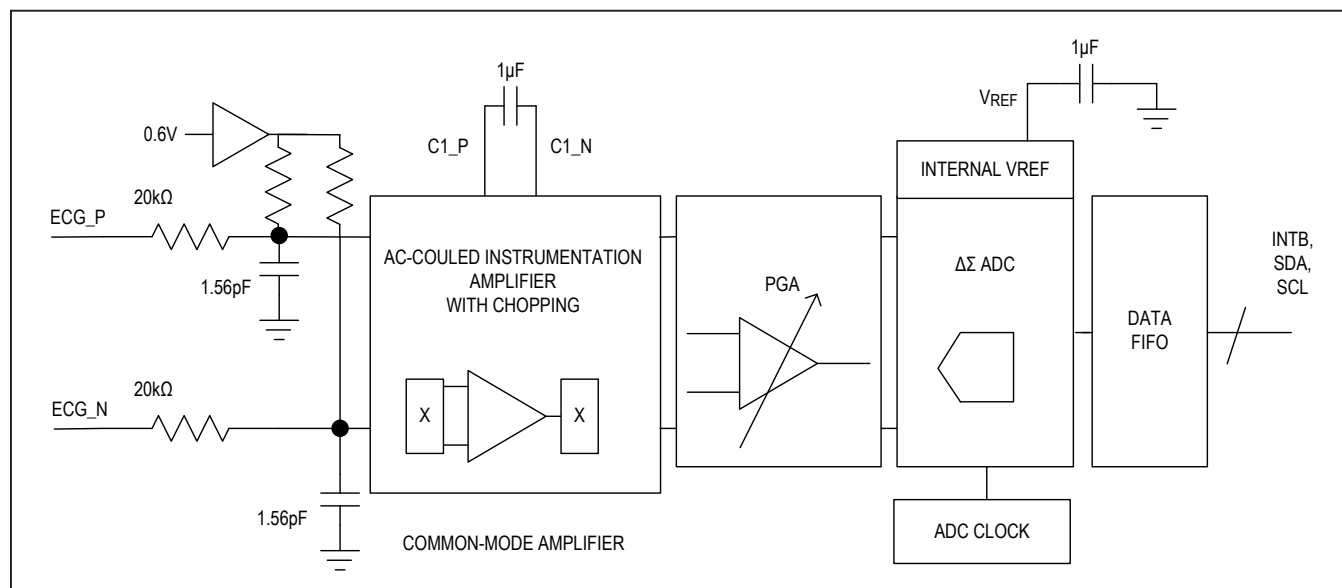 1µF
1µF
VREF
0.6V
C1_P
C1_N
INTERNAL VREF
20kΩ
ECG_P
AC-COULED INSTRUMENTATION
AMPLIFIER
WITH CHOPPING
1.56pF
PGA
ΔΣ ADC
DATA
FIFO
INTB,
SDA,
SCL
20kΩ
ECG_N
X
X
1.56pF
COMMON-MODE AMPLIFIER
ADC CLOCK